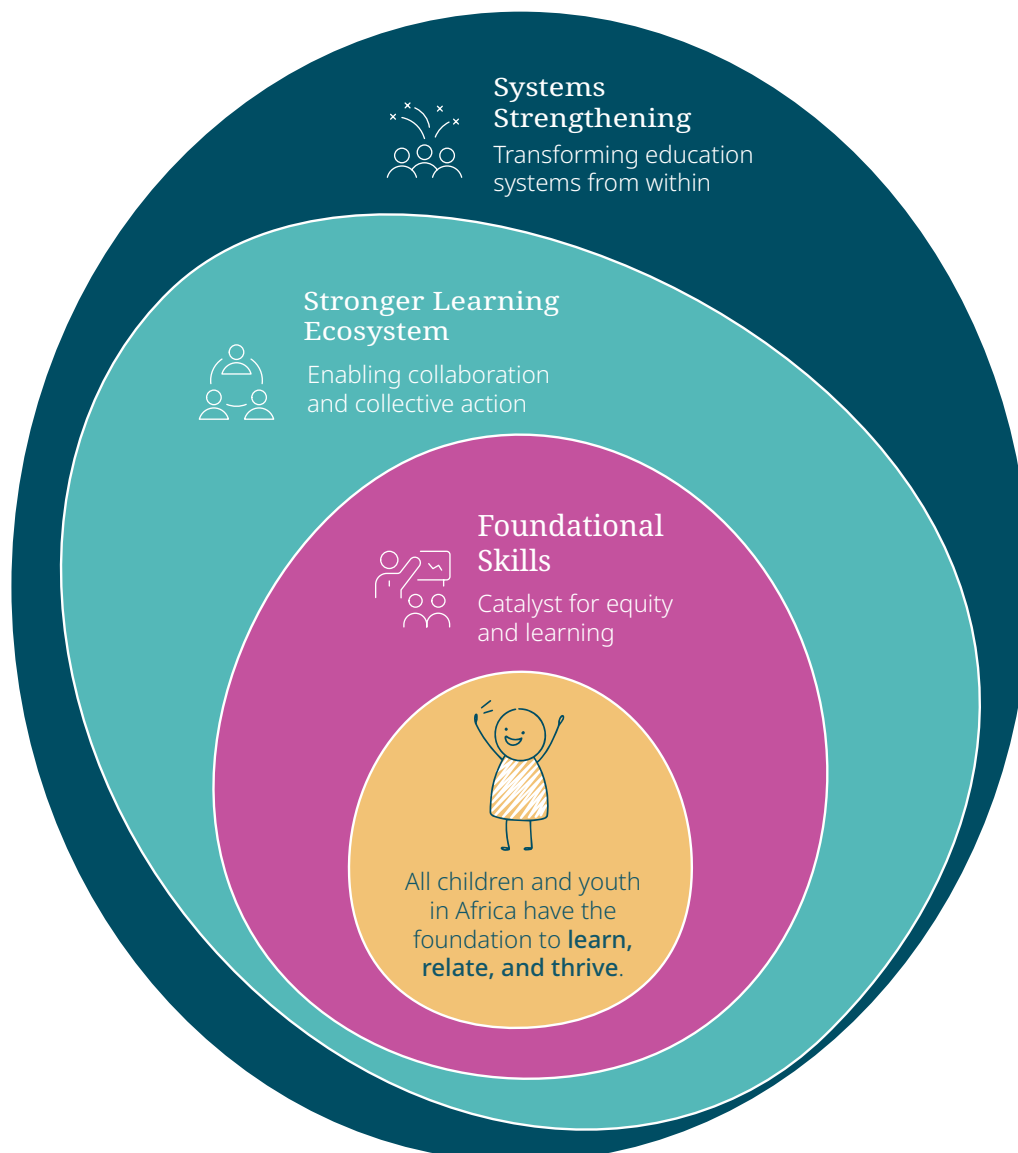 Systems
Strengthening
Transforming education
systems from within
Stronger Learning
Ecosystem
Enabling collaboration
and collective action
Foundational
Skills
Catalyst for equity
and learning
All children and youth
in Africa have the
foundation to learn,
relate, and thrive.